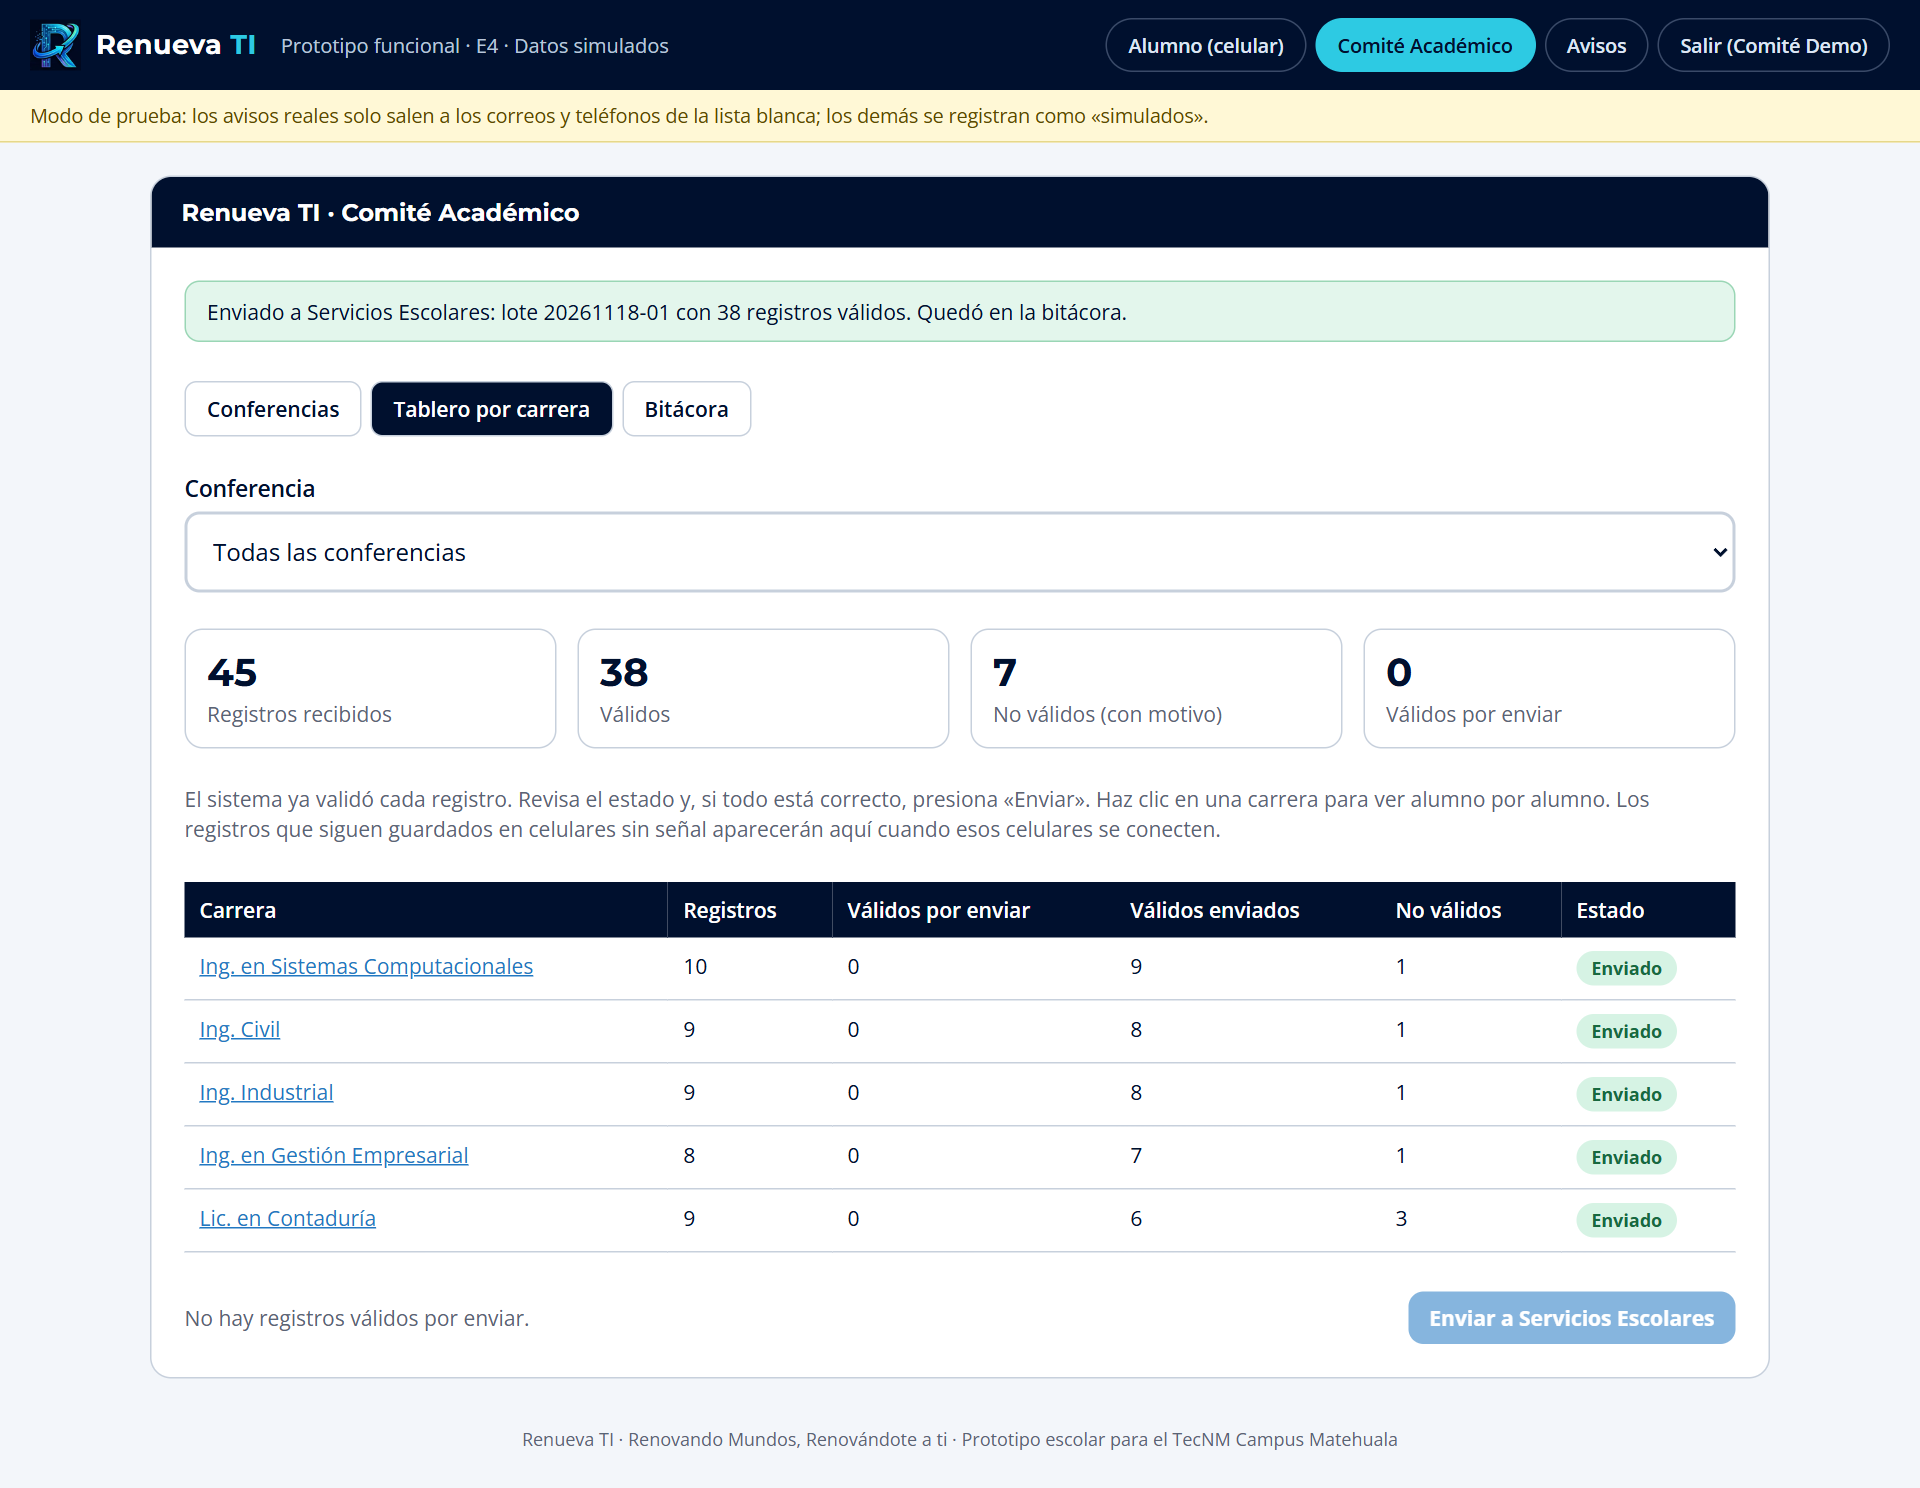 Renueva TI
Prototipo funcional · E4 · Datos simulados
Alumno (celular)
Comité Académico
Avisos
Salir (Comité Demo)
Modo de prueba: los avisos reales solo salen a los correos y teléfonos de la lista blanca; los demás se registran como «simulados».
Renueva TI · Comité Académico
Enviado a Servicios Escolares: lote 20261118-01 con 38 registros válidos. Quedó en la bitácora.
Conferencias
Tablero por carrera
Bitácora
Conferencia
Todas las conferencias
45
Registros recibidos
38
Válidos
7
No válidos (con motivo)
0
Válidos por enviar
El sistema ya validó cada registro. Revisa el estado y, si todo está correcto, presiona «Enviar». Haz clic en una carrera para ver alumno por alumno. Los
registros que siguen guardados en celulares sin señal aparecerán aquí cuando esos celulares se conecten.
Carrera Registros Válidos por enviar Válidos enviados No válidos Estado
Ing. en Sistemas Computacionales 10 0 9 1 Enviado
Ing. Civil 9 0 8 1 Enviado
Ing. Industrial 9 0 8 1 Enviado
Ing. en Gestión Empresarial 8 0 7 1 Enviado
Lic. en Contaduría 9 0 6 3 Enviado
No hay registros válidos por enviar.
Enviar a Servicios Escolares
Renueva TI · Renovando Mundos, Renovándote a ti · Prototipo escolar para el TecNM Campus Matehuala